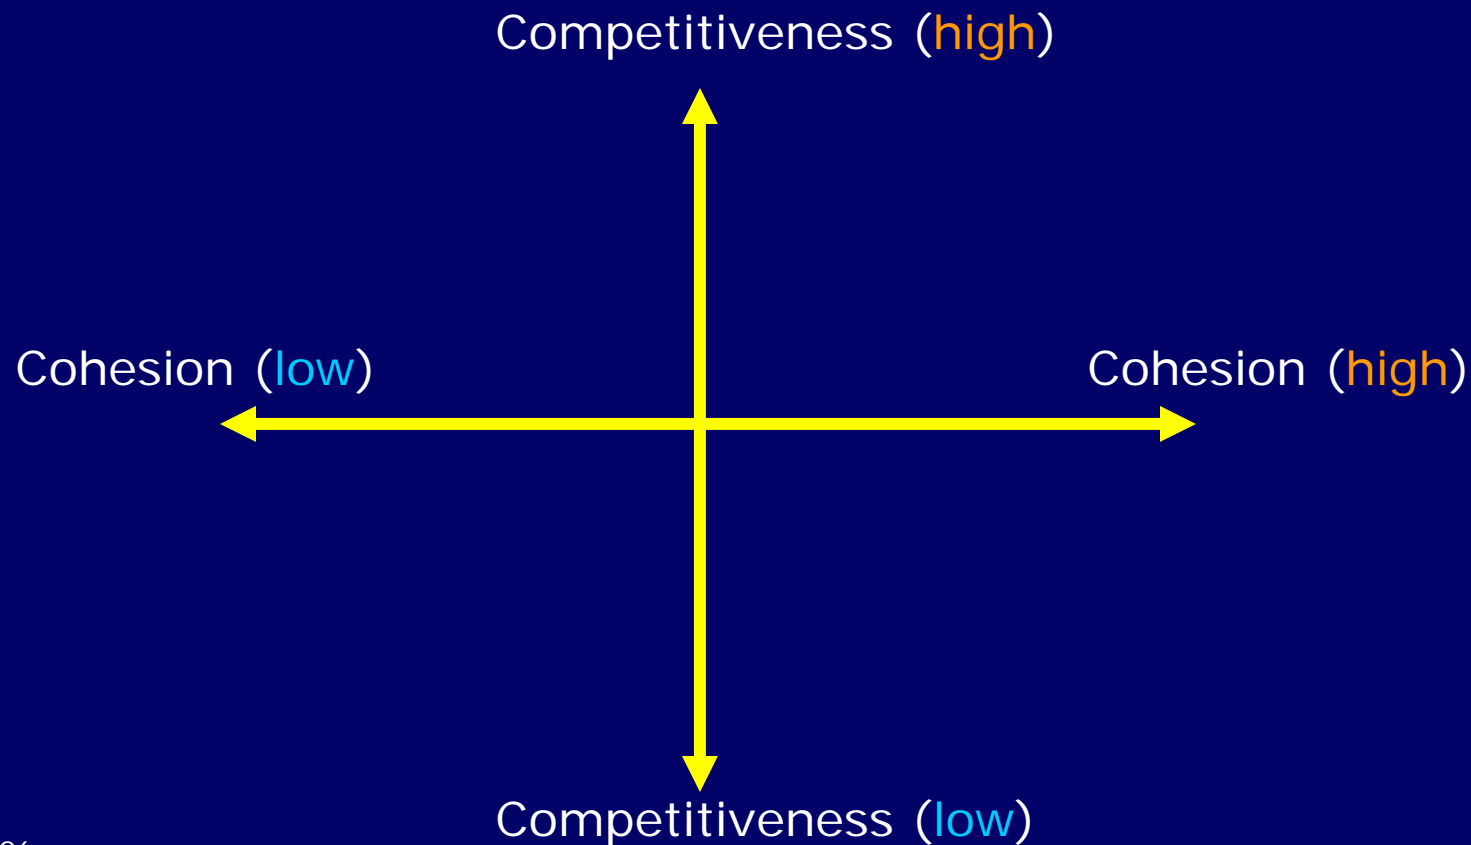 Competitiveness (high)
Cohesion (low)
Cohesion (high)
Competitiveness (low)